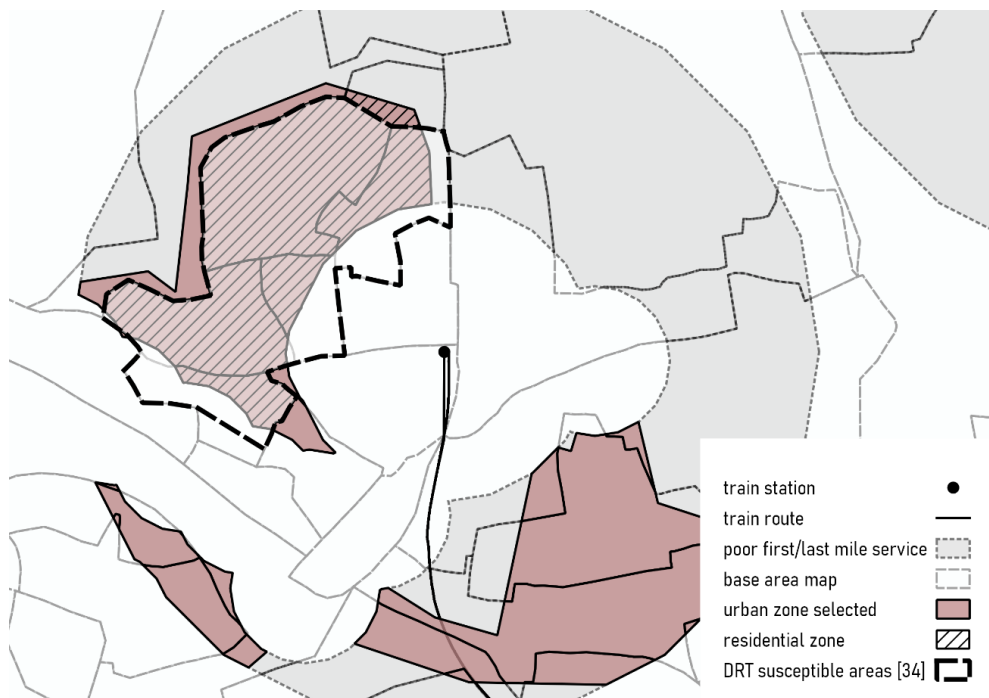 train station
train route
poor first/last mile service
base area map
urban zone selected
residential zone
DRT susceptible areas [34]